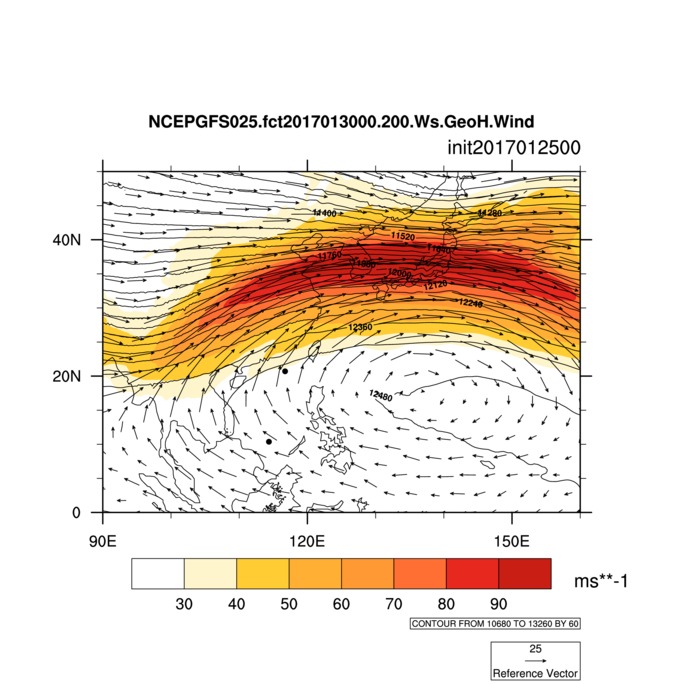 NCEPGFS025.fct2017013000.200.Ws.GeoH.Wind
init2017012500
11400
11280
11520
40N
11640
11760
11880
12000
12120
12240
12360
20N
12480
0
90E 120E 150E
ms**-1
30 40 50 60 70 80 90
CONTOUR FROM 10680 TO 13260 BY 60
25
Reference Vector